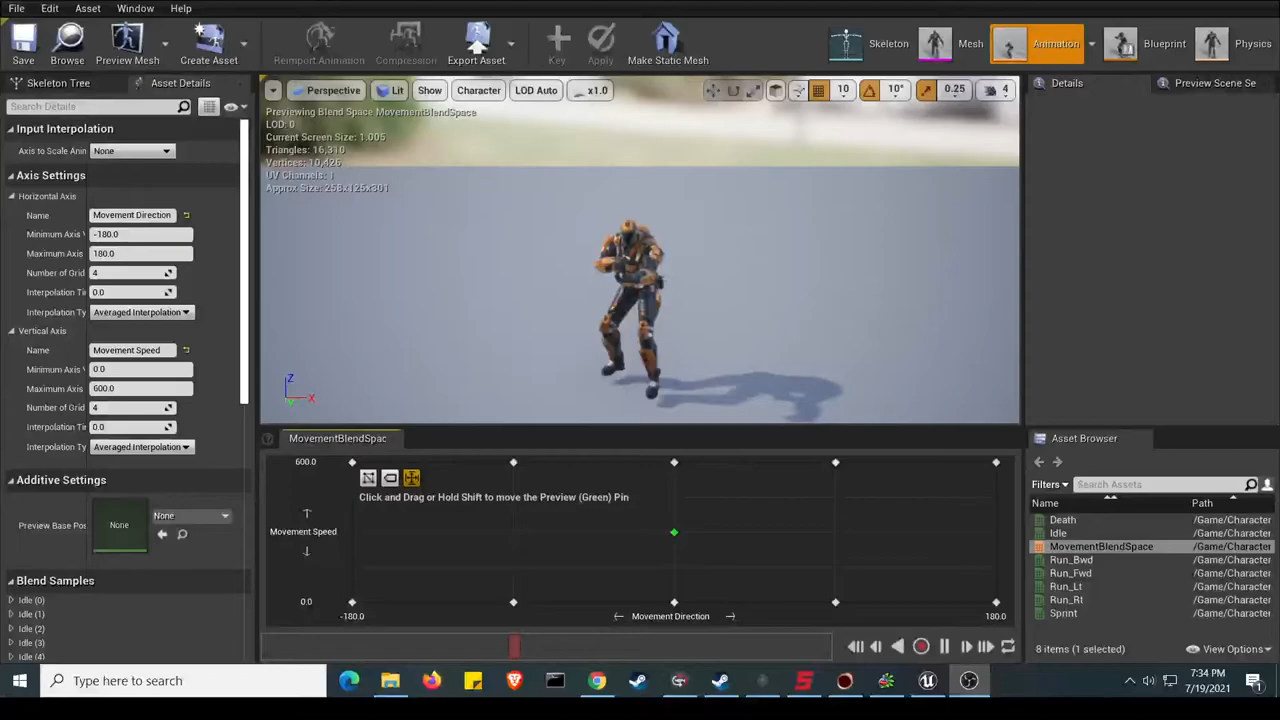 File Edit Asset Window Help
Save Browse Preview Mesh Create Asset Reimport Animation Compression Export Asset Key Apply Make Static Mesh Skeleton Mesh Animation Blueprint Physics
Skeleton Tree Asset Details
Search Details
Input Interpolation
Axis to Scale Anin None
Axis Settings
Horizontal Axis
Name Movement Direction
Minimum Axis -180.0
Maximum Axis 180.0
Number of Grid 4
Interpolation Ti 0.0
Interpolation Ty Averaged Interpolation
Vertical Axis
Name Movement Speed
Minimum Axis 0.0
Maximum Axis 600.0
Number of Grid 4
Interpolation Ti 0.0
Interpolation Ty Averaged Interpolation
Additive Settings
Preview Base Po None None
Blend Samples
Idle (0)
Idle (1)
Idle (2)
Idle (3)
Idle (4)
Perspective Lit Show Character LOD Auto x1.0 10 10° 0.25 4
Previewing Blend Space MovementBlendSpace
LOD: 0
Current Screen Size: 1.005
Triangles: 16,310
Vertices: 10,426
UV Channels: 1
Approx Size: 258x125x301
Z
X
MovementBlendSpac
600.0
Click and Drag or Hold Shift to move the Preview (Green) Pin
Movement Speed
0.0
-180.0 Movement Direction 180.0
Details Preview Scene Se
Asset Browser
Filters Search Assets
Name Path
Death /Game/Character
Idle /Game/Character
MovementBlendSpace /Game/Character
Run_Bwd /Game/Character
Run_Fwd /Game/Character
Run_Lt /Game/Character
Run_Rt /Game/Character
Sprint /Game/Character
8 items (1 selected) View Options
Type here to search
7:34 PM
7/19/2021
1